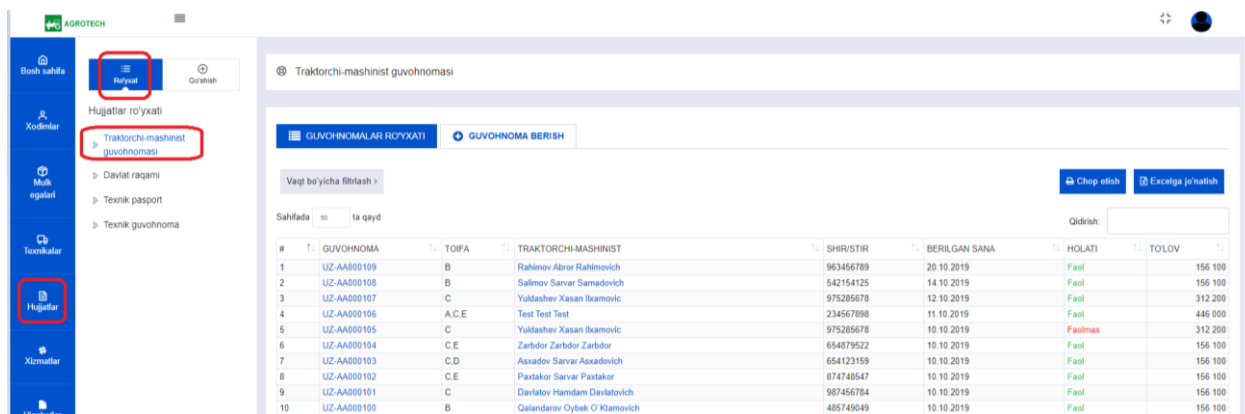 AGROTECH
Bosh sahifa
Xodimlar
Mulk egalari
Texnikalar
Hujjatlar
Xizmatlar
Ro'yxat
Qo'shish
Hujjatlar ro'yxati
Traktorchi-mashinist
guvohnomasi
Davlat raqami
Texnik pasport
Texnik guvohnoma
Traktorchi-mashinist guvohnomasi
GUVOHNOMALAR RO'YXATI GUVOHNOMA BERISH
Vaqt bo'yicha filtrlash > Chop etish Excelga jo'natish
Sahifada 50 ta qayd Qidirish:
# GUVOHNOMA TOIFA TRAKTORCHI-MASHINIST SHIR/STIR BERILGAN SANA HOLATI TO'LOV
1 UZ-AA000109 B Rahimov Abror Rahimovich 963456789 20.10.2019 Faol 156 100
2 UZ-AA000108 B Salimov Sarvar Samadovich 542154125 14.10.2019 Faol 156 100
3 UZ-AA000107 C Yuldashev Xasan Ilxamovic 975285678 12.10.2019 Faol 312 200
4 UZ-AA000106 A,C,E Test Test Test 234567898 11.10.2019 Faol 446 000
5 UZ-AA000105 C Yuldashev Xasan Ilxamovic 975285678 10.10.2019 Faolmas 312 200
6 UZ-AA000104 C,E Zarbdor Zarbdor Zarbdor 654879522 10.10.2019 Faol 156 100
7 UZ-AA000103 C,D Asxadov Sarvar Asxadovich 654123159 10.10.2019 Faol 156 100
8 UZ-AA000102 C,E Paxtakor Sarvar Paxtakor 874748547 10.10.2019 Faol 156 100
9 UZ-AA000101 C Davlatov Hamdam Davlatovich 987456784 10.10.2019 Faol 156 100
10 UZ-AA000100 B Qalandarov Oybek O'Ktamovich 485749049 10.10.2019 Faol 156 100